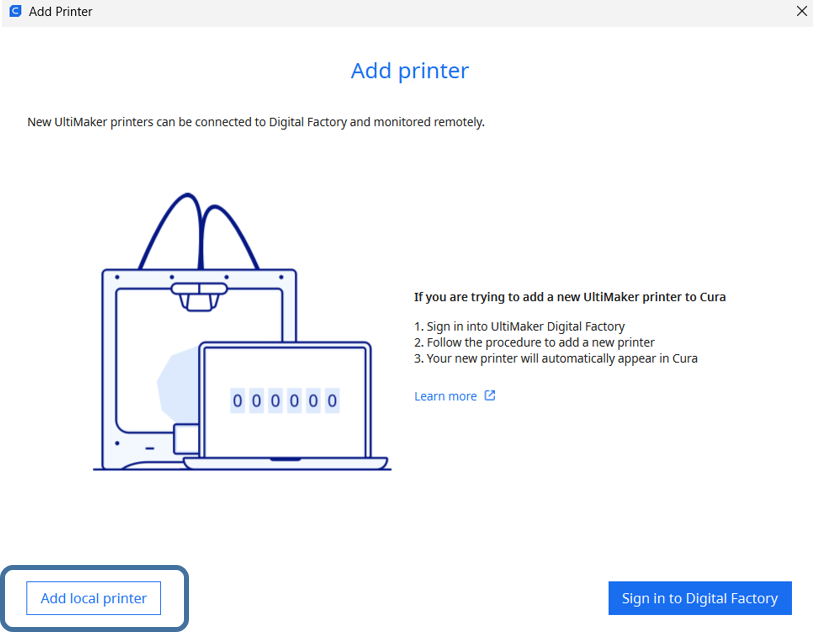 Add Printer
Add printer
New UltiMaker printers can be connected to Digital Factory and monitored remotely.
If you are trying to add a new UltiMaker printer to Cura
1. Sign in into UltiMaker Digital Factory
2. Follow the procedure to add a new printer
3. Your new printer will automatically appear in Cura
0 0 0 0 0 0
Learn more
Add local printer
Sign in to Digital Factory